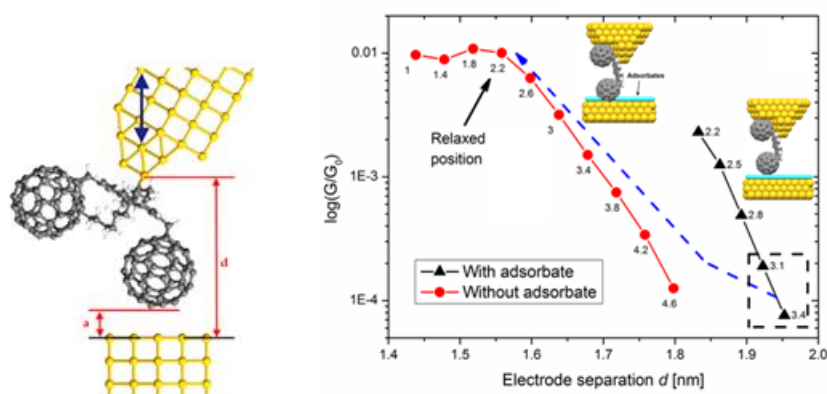 d
a
log(G/G₀)
0.01
1E-3
1E-4
1
1.4
1.8
2.2
2.6
3
3.4
3.8
4.2
4.6
Relaxed
position
Adsorbates
2.2
2.5
2.8
3.1
3.4
With adsorbate
Without adsorbate
1.4 1.5 1.6 1.7 1.8 1.9 2.0
Electrode separation d [nm]